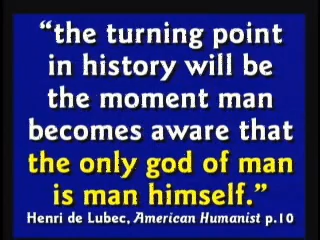 “the turning point
in history will be
the moment man
becomes aware that
the only god of man
is man himself.”
Henri de Lubec, American Humanist p.10